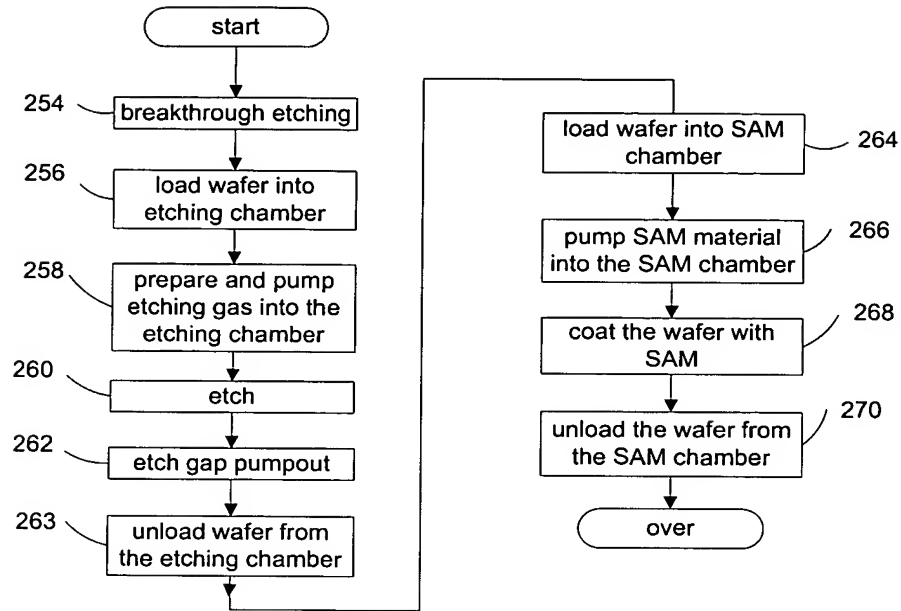 start
254
breakthrough etching
256
load wafer into
etching chamber
258
prepare and pump
etching gas into the
etching chamber
260
etch
262
etch gap pumpout
263
unload wafer from
the etching chamber
load wafer into SAM
chamber
264
pump SAM material
into the SAM chamber
266
coat the wafer with
SAM
268
unload the wafer from
the SAM chamber
270
over